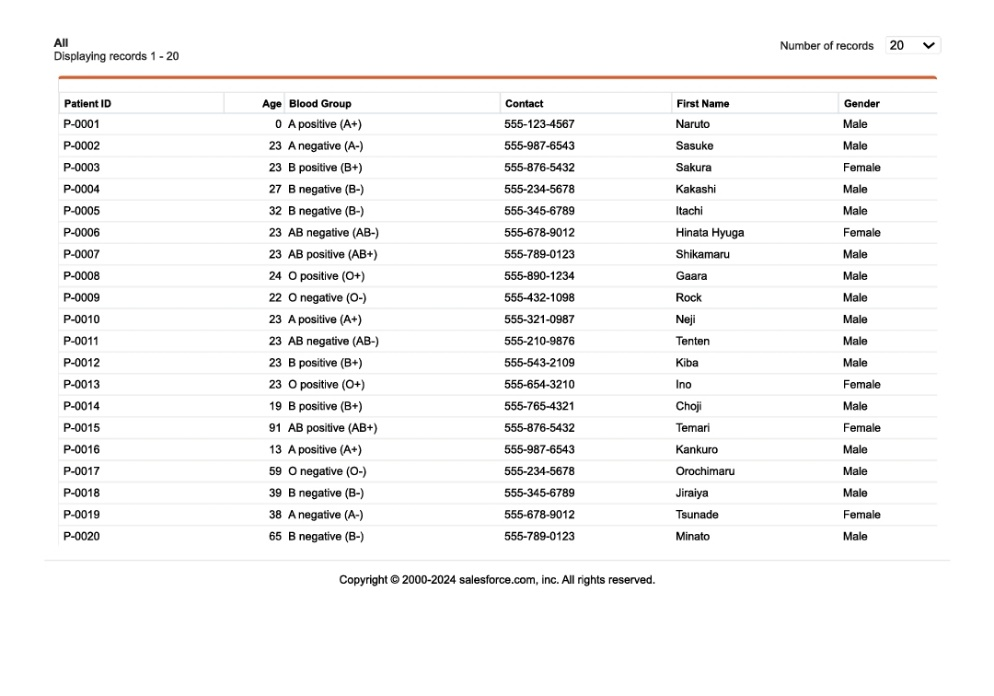 All
Displaying records 1 - 20
Number of records 20
Patient ID Age Blood Group Contact First Name Gender
P-0001 0 A positive (A+) 555-123-4567 Naruto Male
P-0002 23 A negative (A-) 555-987-6543 Sasuke Male
P-0003 23 B positive (B+) 555-876-5432 Sakura Female
P-0004 27 B negative (B-) 555-234-5678 Kakashi Male
P-0005 32 B negative (B-) 555-345-6789 Itachi Male
P-0006 23 AB negative (AB-) 555-678-9012 Hinata Hyuga Female
P-0007 23 AB positive (AB+) 555-789-0123 Shikamaru Male
P-0008 24 O positive (O+) 555-890-1234 Gaara Male
P-0009 22 O negative (O-) 555-432-1098 Rock Male
P-0010 23 A positive (A+) 555-321-0987 Neji Male
P-0011 23 AB negative (AB-) 555-210-9876 Tenten Male
P-0012 23 B positive (B+) 555-543-2109 Kiba Male
P-0013 23 O positive (O+) 555-654-3210 Ino Female
P-0014 19 B positive (B+) 555-765-4321 Choji Male
P-0015 91 AB positive (AB+) 555-876-5432 Temari Female
P-0016 13 A positive (A+) 555-987-6543 Kankuro Male
P-0017 59 O negative (O-) 555-234-5678 Orochimaru Male
P-0018 39 B negative (B-) 555-345-6789 Jiraiya Male
P-0019 38 A negative (A-) 555-678-9012 Tsunade Female
P-0020 65 B negative (B-) 555-789-0123 Minato Male
Copyright © 2000-2024 salesforce.com, inc. All rights reserved.